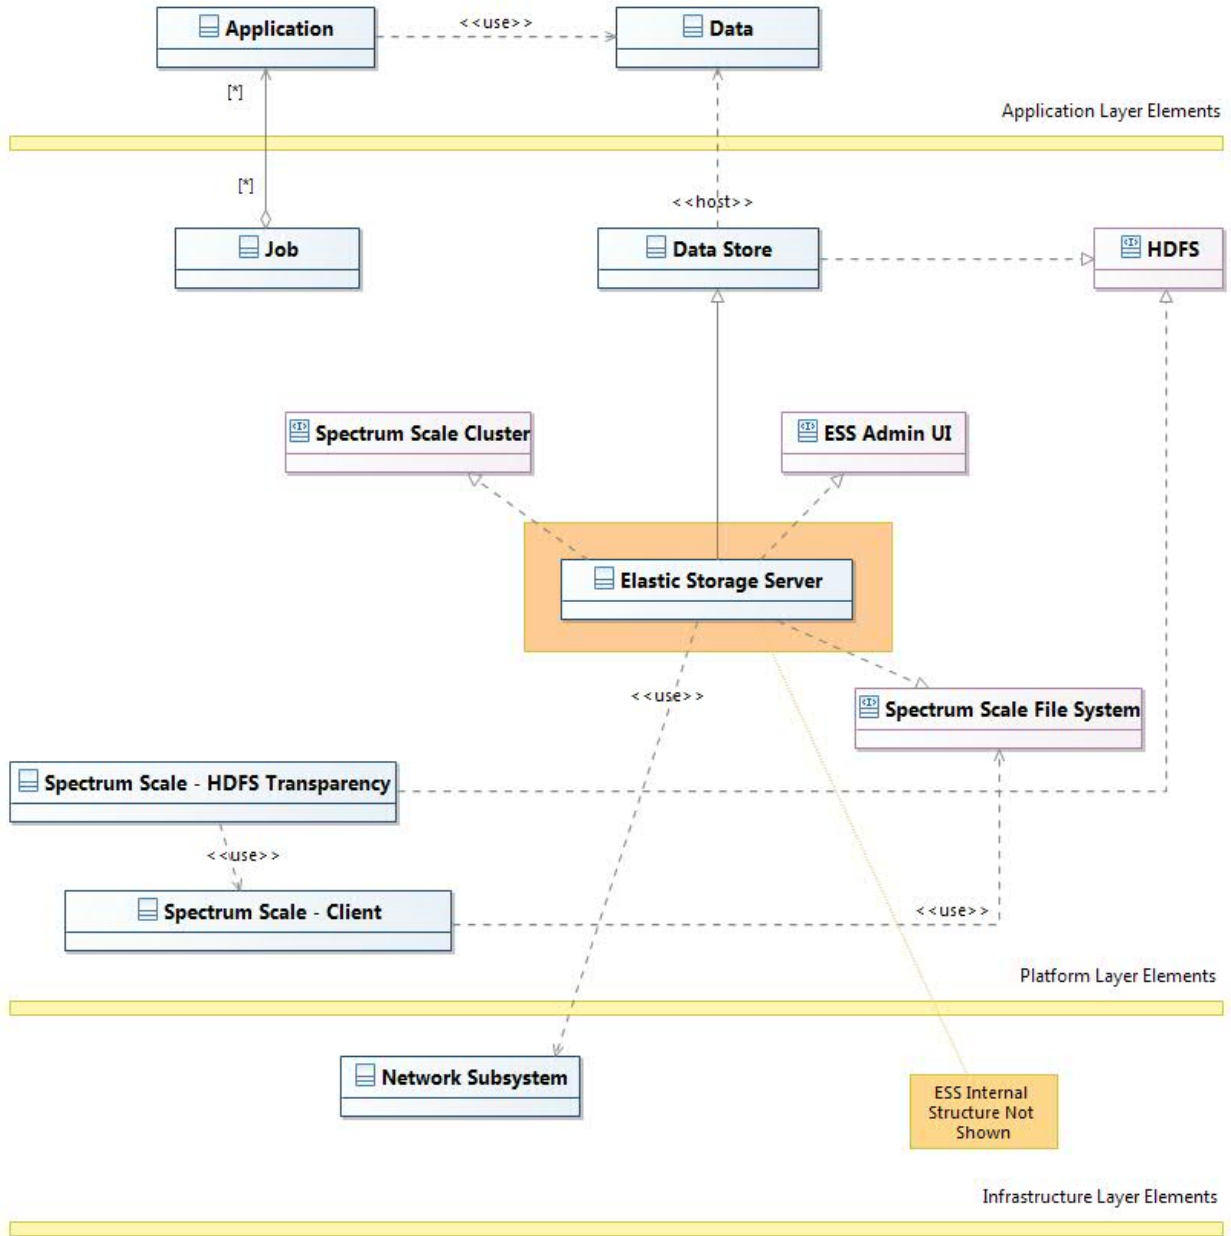 Application
<<use>>
Data
[*]
Application Layer Elements
[*]
<<host>>
Job
Data Store
HDFS
Spectrum Scale Cluster
ESS Admin UI
Elastic Storage Server
<<use>>
Spectrum Scale File System
Spectrum Scale - HDFS Transparency
<<use>>
Spectrum Scale - Client
<<use>>
Platform Layer Elements
Network Subsystem
ESS Internal
Structure Not
Shown
Infrastructure Layer Elements